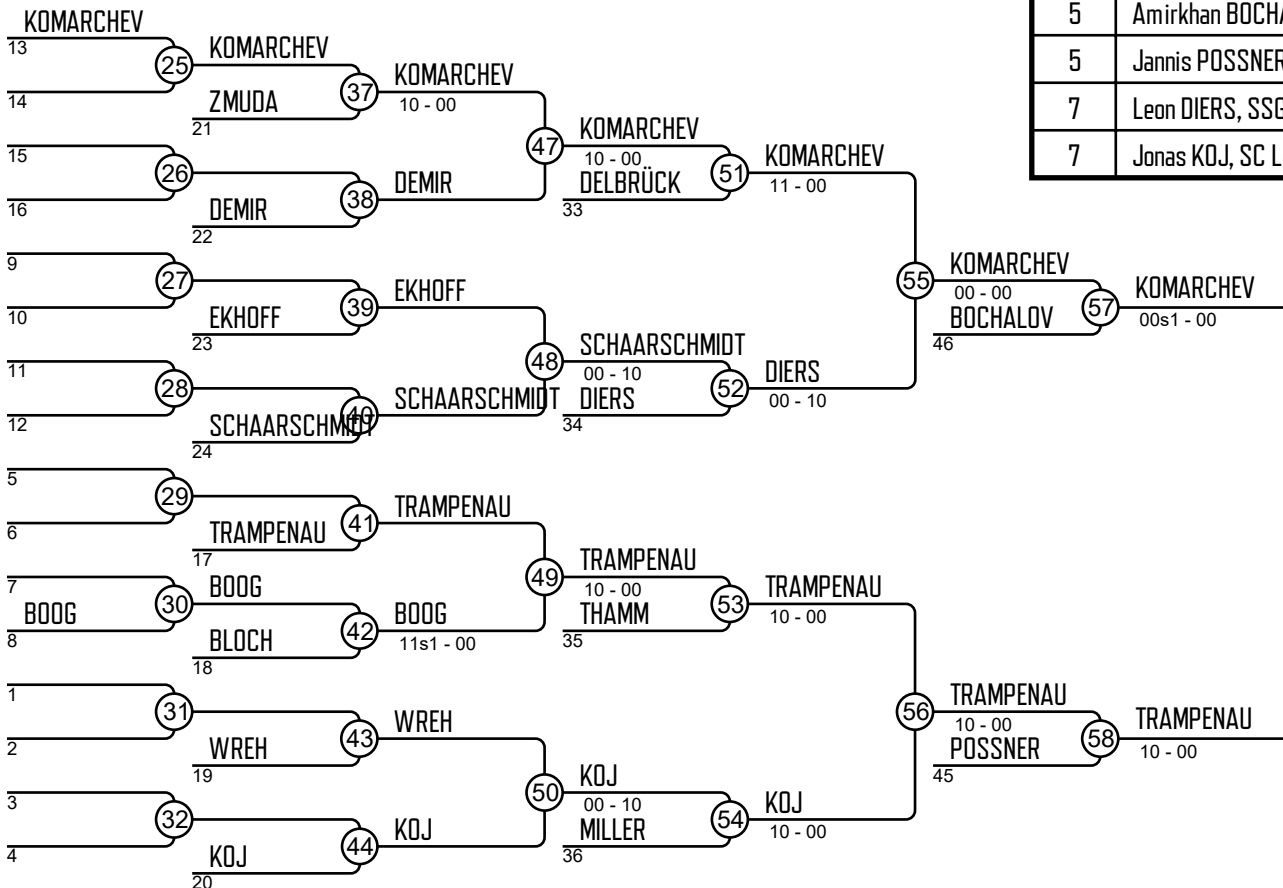 KOMARCHEV
13
14
15
16
9
10
11
12
5
6
7
BOOG
8
1
2
3
4
25
26
27
28
29
30
31
32
KOMARCHEV
ZMUDA
21
DEMIR
22
EKHOFF
23
SCHAARSCHMIDT
24
TRAMPENAU
17
BOOG
BLOCH
18
WREH
19
KOJ
20
37
38
39
40
41
42
43
44
KOMARCHEV
10 - 00
DEMIR
EKHOFF
SCHAARSCHMIDT
TRAMPENAU
BOOG
11s1 - 00
WREH
KOJ
47
48
49
50
KOMARCHEV
10 - 00
DELBRÜCK
33
SCHAARSCHMIDT
00 - 10
DIERS
34
TRAMPENAU
10 - 00
THAMM
35
KOJ
00 - 10
MILLER
36
51
52
53
54
KOMARCHEV
11 - 00
DIERS
00 - 10
TRAMPENAU
10 - 00
KOJ
10 - 00
55
56
KOMARCHEV
00 - 00
BOCHALOV
46
TRAMPENAU
10 - 00
POSSNER
45
57
58
KOMARCHEV
00s1 - 00
TRAMPENAU
10 - 00
5 Amirkhan
5 Jannis POSSNER
7 Leon DIERS,
7 Jonas KOJ, SC